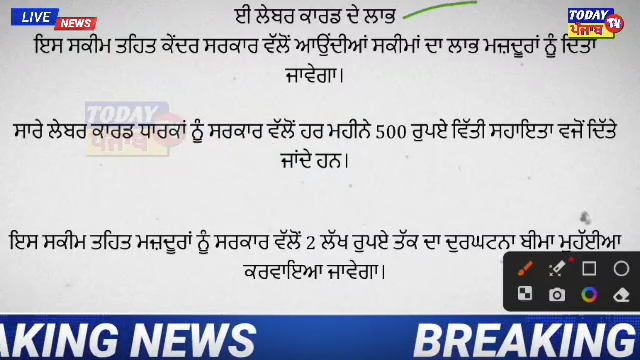 LIVE
NEWS
TODAY
ਪੰਜਾਬ TV
ਈ ਲੇਬਰ ਕਾਰਡ ਦੇ ਲਾਭ
ਇਸ ਸਕੀਮ ਤਹਿਤ ਕੇਂਦਰ ਸਰਕਾਰ ਵੱਲੋਂ ਆਉਂਦੀਆਂ ਸਕੀਮਾਂ ਦਾ ਲਾਭ ਮਜ਼ਦੂਰਾਂ ਨੂੰ ਦਿੱਤਾ
ਜਾਵੇਗਾ।
TODAY
ਪੰਜਾਬ
ਸਾਰੇ ਲੇਬਰ ਕਾਰਡ ਧਾਰਕਾਂ ਨੂੰ ਸਰਕਾਰ ਵੱਲੋਂ ਹਰ ਮਹੀਨੇ 500 ਰੁਪਏ ਵਿੱਤੀ ਸਹਾਇਤਾ ਵਜੋਂ ਦਿੱਤੇ
ਜਾਂਦੇ ਹਨ।
ਇਸ ਸਕੀਮ ਤਹਿਤ ਮਜ਼ਦੂਰਾਂ ਨੂੰ ਸਰਕਾਰ ਵੱਲੋਂ 2 ਲੱਖ ਰੁਪਏ ਤੱਕ ਦਾ ਦੁਰਘਟਨਾ ਬੀਮਾ ਮੁਹੱਈਆ
ਕਰਵਾਇਆ ਜਾਵੇਗਾ।
AKING NEWS BREAKING